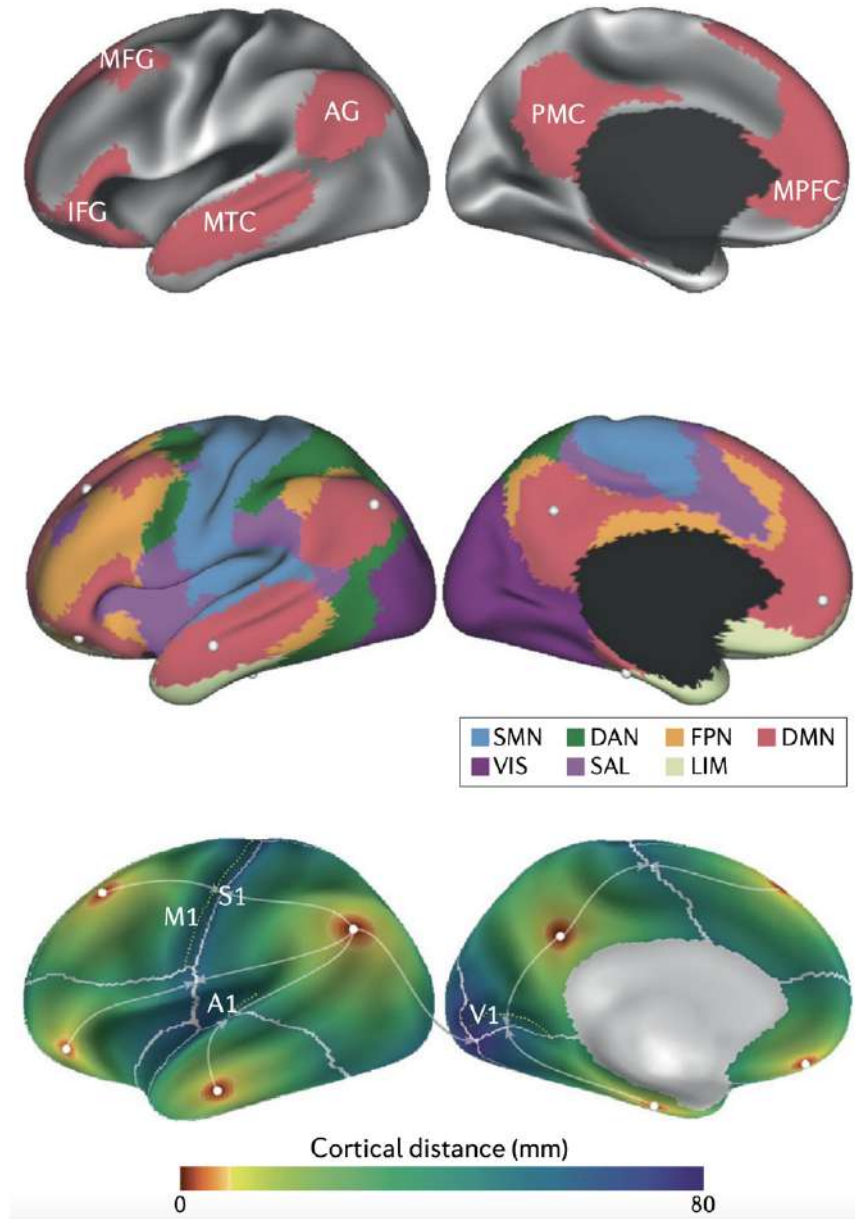 MFG
AG
IFG
MTC
PMC
MPFC
SMN DAN FPN DMN
VIS SAL LIM
M1
S1
A1
V1
Cortical distance (mm)
0 80